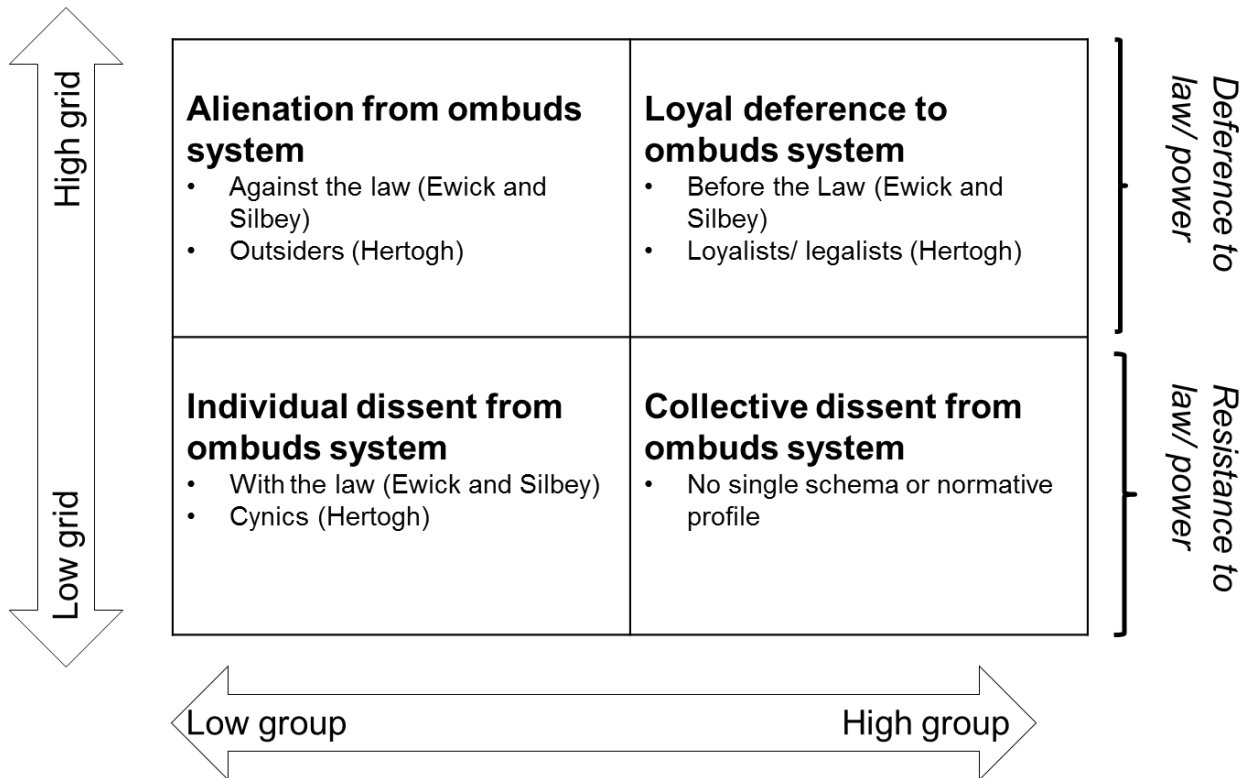 High grid
Low grid
Alienation from ombuds
system
• Against the law (Ewick and
Silbey)
• Outsiders (Hertogh)
Loyal deference to
ombuds system
• Before the Law (Ewick and
Silbey)
• Loyalists/ legalists (Hertogh)
Individual dissent from
ombuds system
• With the law (Ewick and Silbey)
• Cynics (Hertogh)
Collective dissent from
ombuds system
• No single schema or normative
profile
Deference to
law/ power
Resistance to
law/ power
Low group
High group